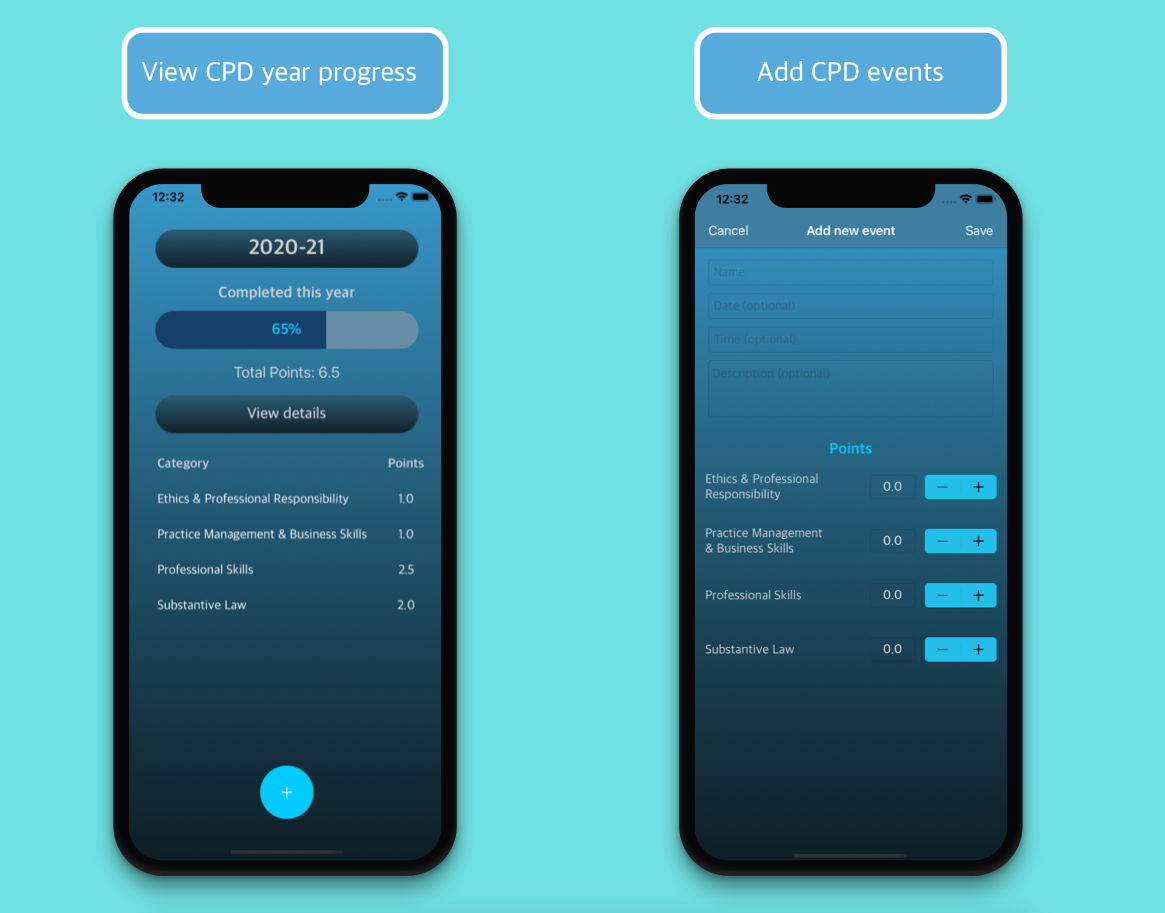 View CPD year progress
12:32
2020-21
Completed this year
65%
Total Points: 6.5
View details
Category Points
Ethics & Professional Responsibility 1.0
Practice Management & Business Skills 1.0
Professional Skills 2.5
Substantive Law 2.0
+
Add CPD events
12:32
Cancel Add new event Save
Name
Date (optional)
Time (optional)
Description (optional)
Points
Ethics & Professional
Responsibility 0.0 − +
Practice Management
& Business Skills 0.0 − +
Professional Skills 0.0 − +
Substantive Law 0.0 − +